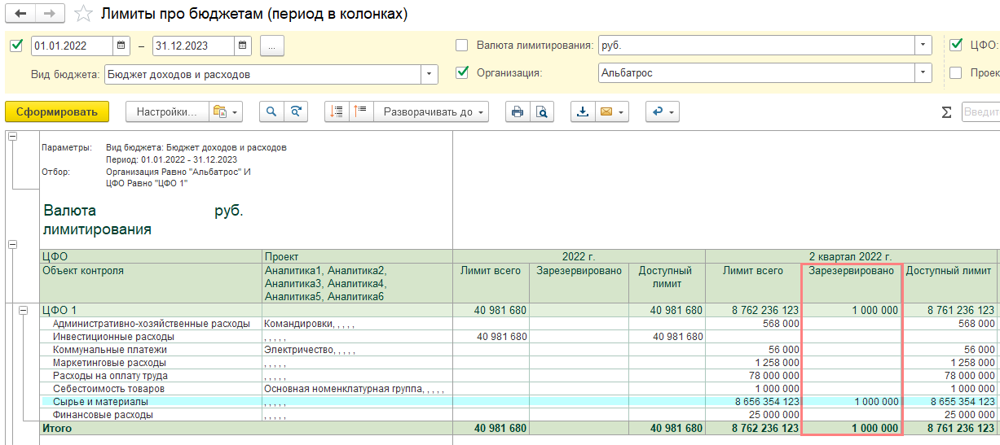 Лимиты про бюджетам (период в колонках)
01.01.2022 – 31.12.2023 ... Валюта лимитирования: руб. ЦФО:
Вид бюджета: Бюджет доходов и расходов Организация: Альбатрос Проек
Сформировать Настройки... Разворачивать до Σ Введит
Параметры: Вид бюджета: Бюджет доходов и расходов
Период: 01.01.2022 - 31.12.2023
Отбор: Организация Равно "Альбатрос" И
ЦФО Равно "ЦФО 1"
Валюта руб.
лимитирования
ЦФО Проект 2022 г. 2 квартал 2022 г.
Объект контроля Аналитика1, Аналитика2, Лимит всего Зарезервировано Доступный Лимит всего Зарезервировано Доступный лимит
Аналитика3, Аналитика4, лимит
Аналитика5, Аналитика6
ЦФО 1 40 981 680 40 981 680 8 762 236 123 1 000 000 8 761 236 123
Административно-хозяйственные расходы Командировки, , , , , 568 000 568 000
Инвестиционные расходы , , , , , 40 981 680 40 981 680
Коммунальные платежи Электричество, , , , , 56 000 56 000
Маркетинговые расходы , , , , , 1 258 000 1 258 000
Расходы на оплату труда , , , , , 78 000 000 78 000 000
Себестоимость товаров Основная номенклатурная группа, , , , , 1 000 000 1 000 000
Сырье и материалы , , , , , 8 656 354 123 1 000 000 8 655 354 123
Финансовые расходы , , , , , 25 000 000 25 000 000
Итого 40 981 680 40 981 680 8 762 236 123 1 000 000 8 761 236 123